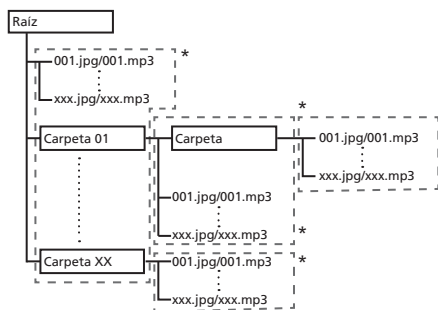 Raíz
001.jpg/001.mp3
*
xxx.jpg/xxx.mp3
*
Carpeta 01
Carpeta
001.jpg/001.mp3
xxx.jpg/xxx.mp3
001.jpg/001.mp3
xxx.jpg/xxx.mp3
*
Carpeta XX
001.jpg/001.mp3
*
xxx.jpg/xxx.mp3